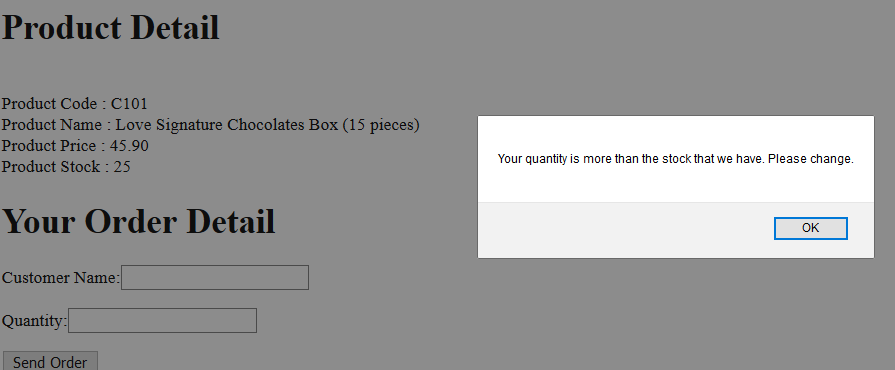 Product Detail
Product Code : C101
Product Name : Love Signature Chocolates Box (15 pieces)
Product Price : 45.90
Product Stock : 25
Your quantity is more than the stock that we have. Please change.
OK
Your Order Detail
Customer Name:
Quantity:
Send Order